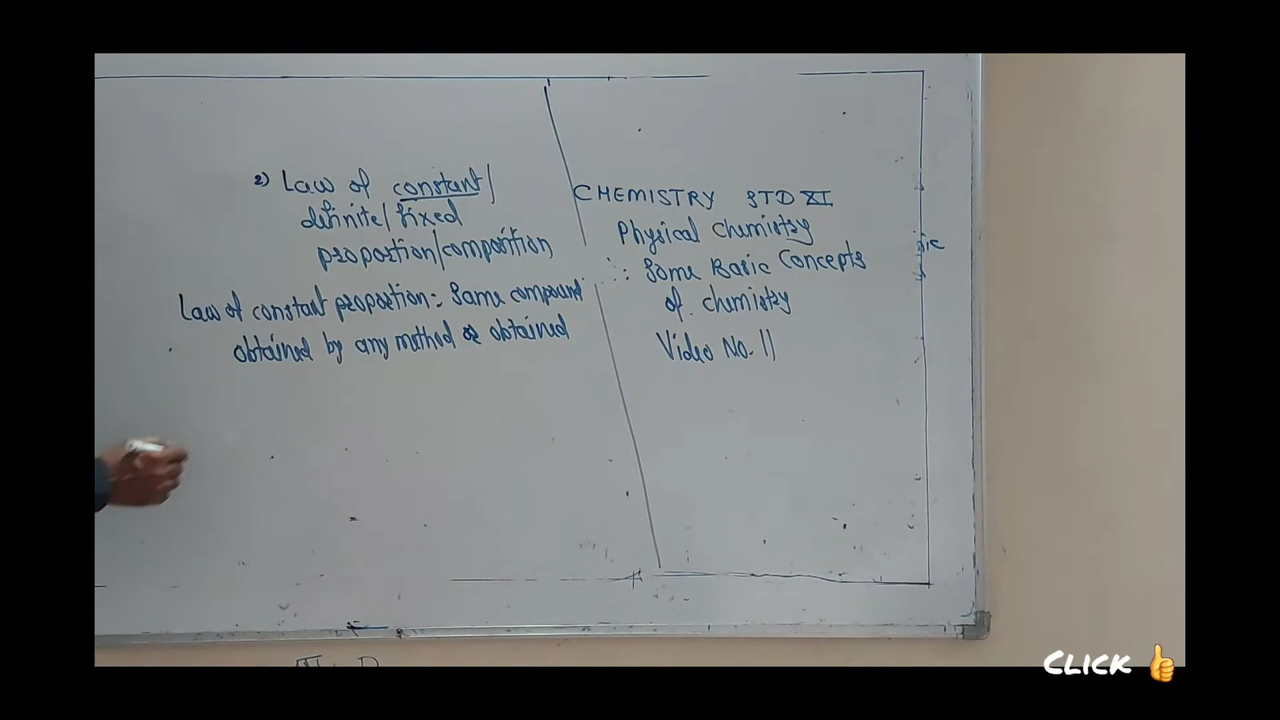 2) Law of constant/
definite/fixed
proportion/composition
Law of constant proportion:- Same compound
obtained by any method or obtained
CHEMISTRY STD XI
Physical chemistry
:- Some Basic Concepts
of chemistry
Video No. 11
CLICK 👍